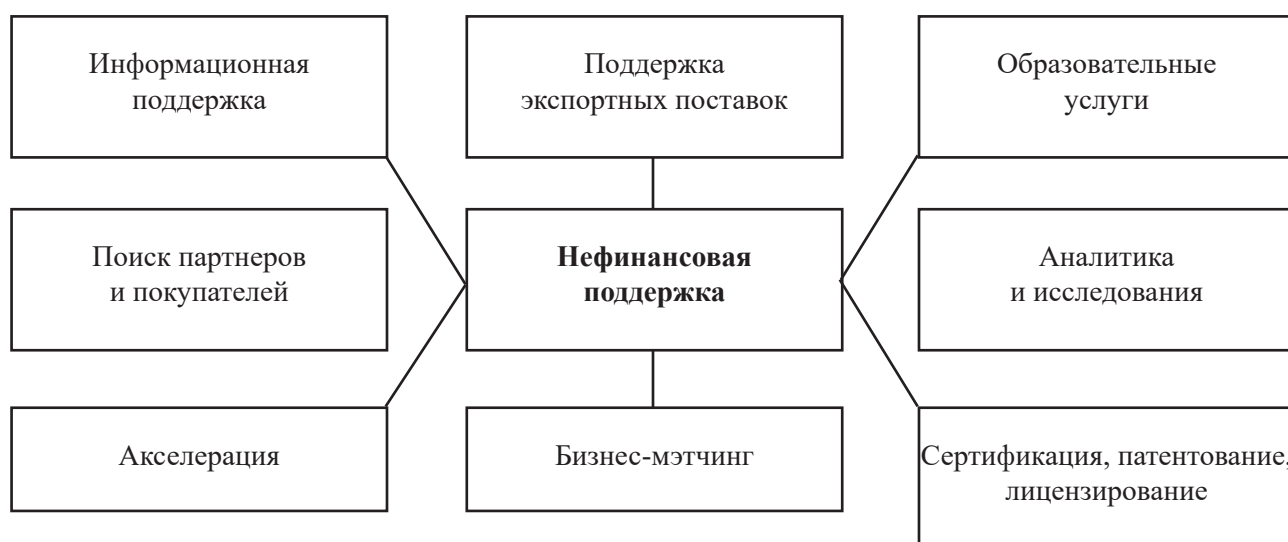 Информационная
поддержка
Поддержка
экспортных поставок
Образовательные
услуги
Поиск партнеров
и покупателей
Нефинансовая
поддержка
Аналитика
и исследования
Акселерация
Бизнес-мэтчинг
Сертификация, патентование,
лицензирование